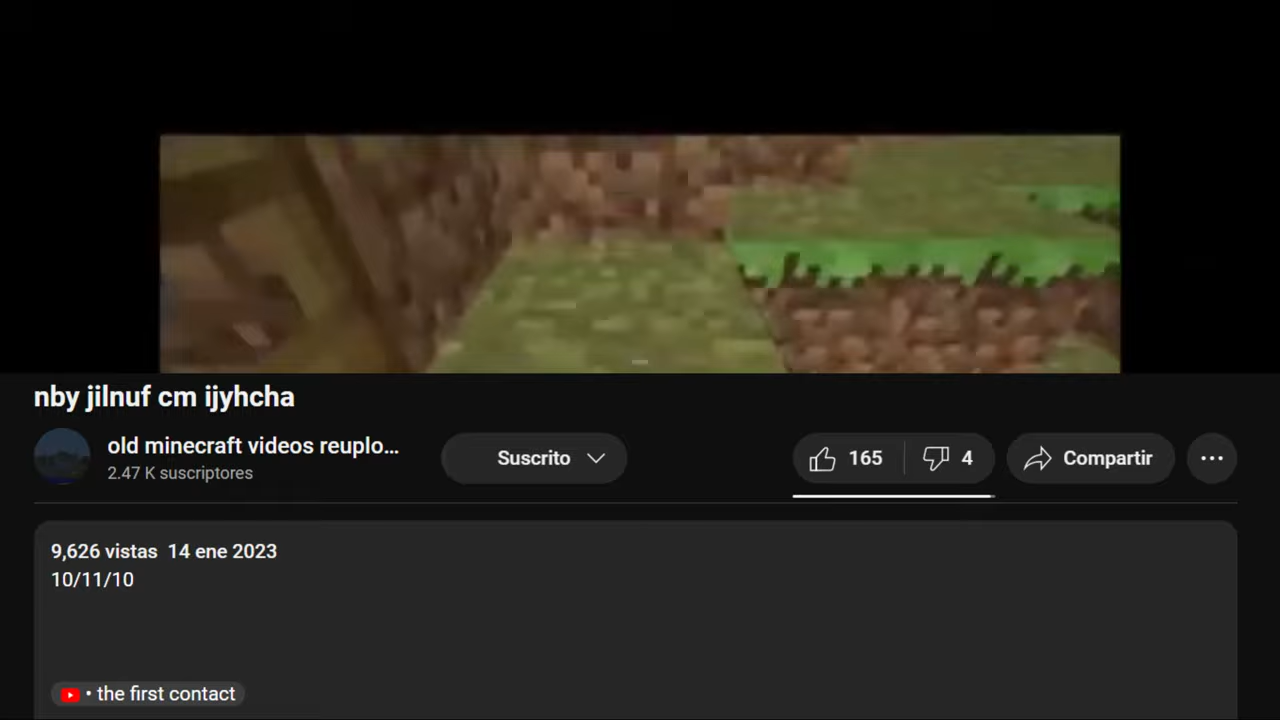 nby jilnuf cm ijyhcha
old minecraft videos reuplo...
2.47 K suscriptores
Suscrito
165
4
Compartir
9,626 vistas 14 ene 2023
10/11/10
• the first contact